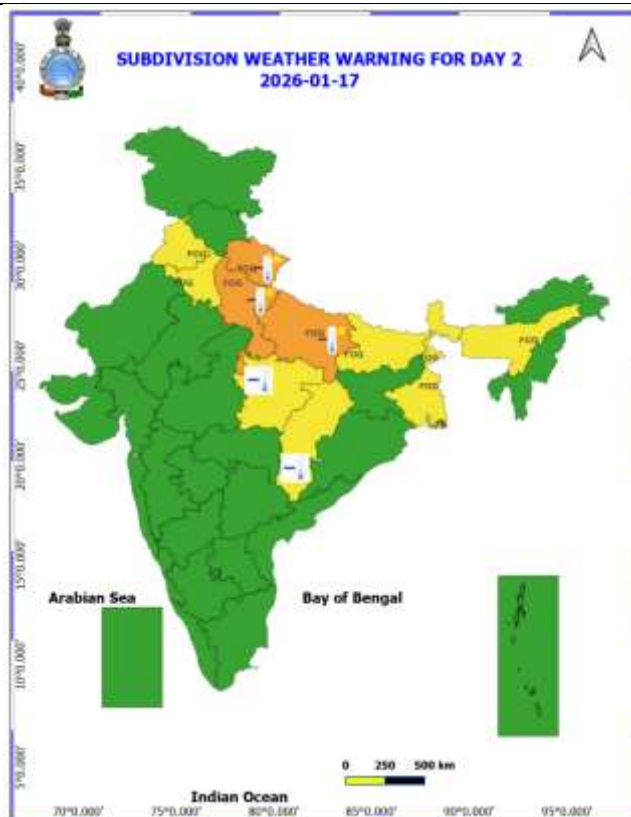 SUBDIVISION WEATHER WARNING FOR DAY 2
2026-01-17
40°0.000'
35°0.000'
30°0.000'
25°0.000'
20°0.000'
15°0.000'
10°0.000'
5°0.000'
FOG
FOG
FOG
FOG
FOG
FOG
FOG
FOG
FOG
Arabian Sea
Bay of Bengal
0 250 500 km
Indian Ocean
70°0.000' 75°0.000' 80°0.000' 85°0.000' 90°0.000' 95°0.000'